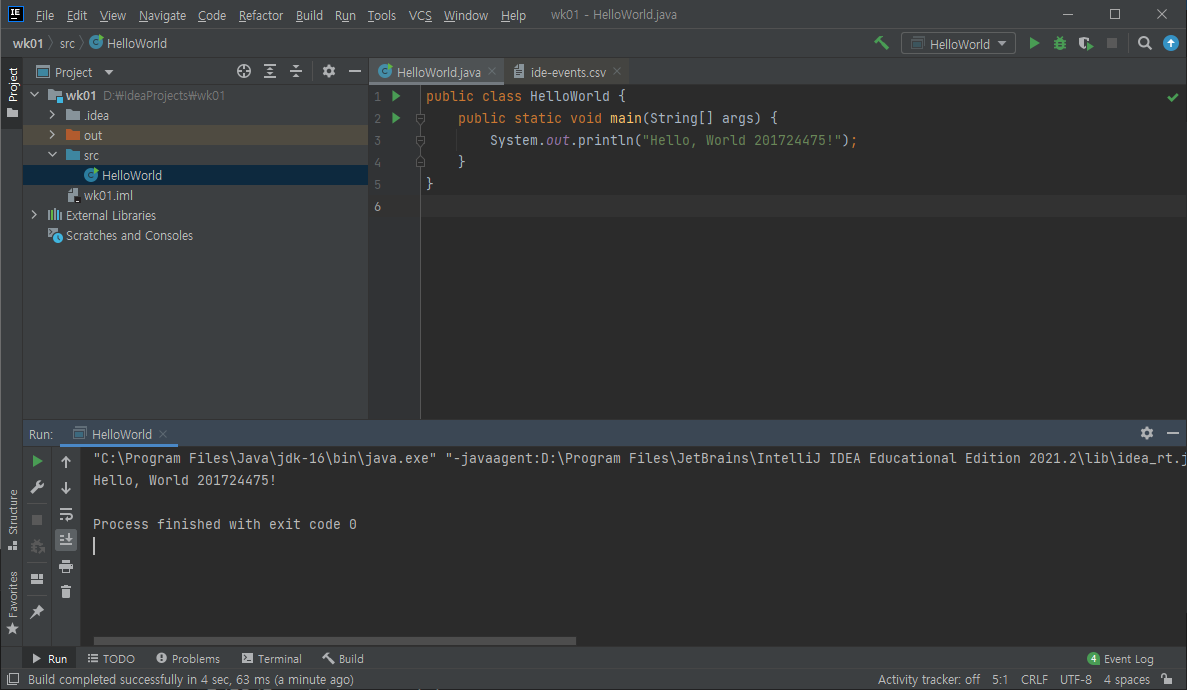 File Edit View Navigate Code Refactor Build Run Tools VCS Window Help wk01 - HelloWorld.java
wk01 src HelloWorld
HelloWorld
Project
Project
HelloWorld.java
ide-events.csv
wk01 D:₩IdeaProjects₩wk01
.idea
out
src
HelloWorld
wk01.iml
External Libraries
Scratches and Consoles
1 public class HelloWorld {
2 public static void main(String[] args) {
3 System.out.println("Hello, World 201724475!");
4 }
5 }
6
Run: HelloWorld
"C:\Program Files\Java\jdk-16\bin\java.exe" "-javaagent:D:\Program Files\JetBrains\IntelliJ IDEA Educational Edition 2021.2\lib\idea_rt.j
Hello, World 201724475!
Process finished with exit code 0
Structure
Favorites
Run TODO Problems Terminal Build
4 Event Log
Build completed successfully in 4 sec, 63 ms (a minute ago)
Activity tracker: off 5:1 CRLF UTF-8 4 spaces